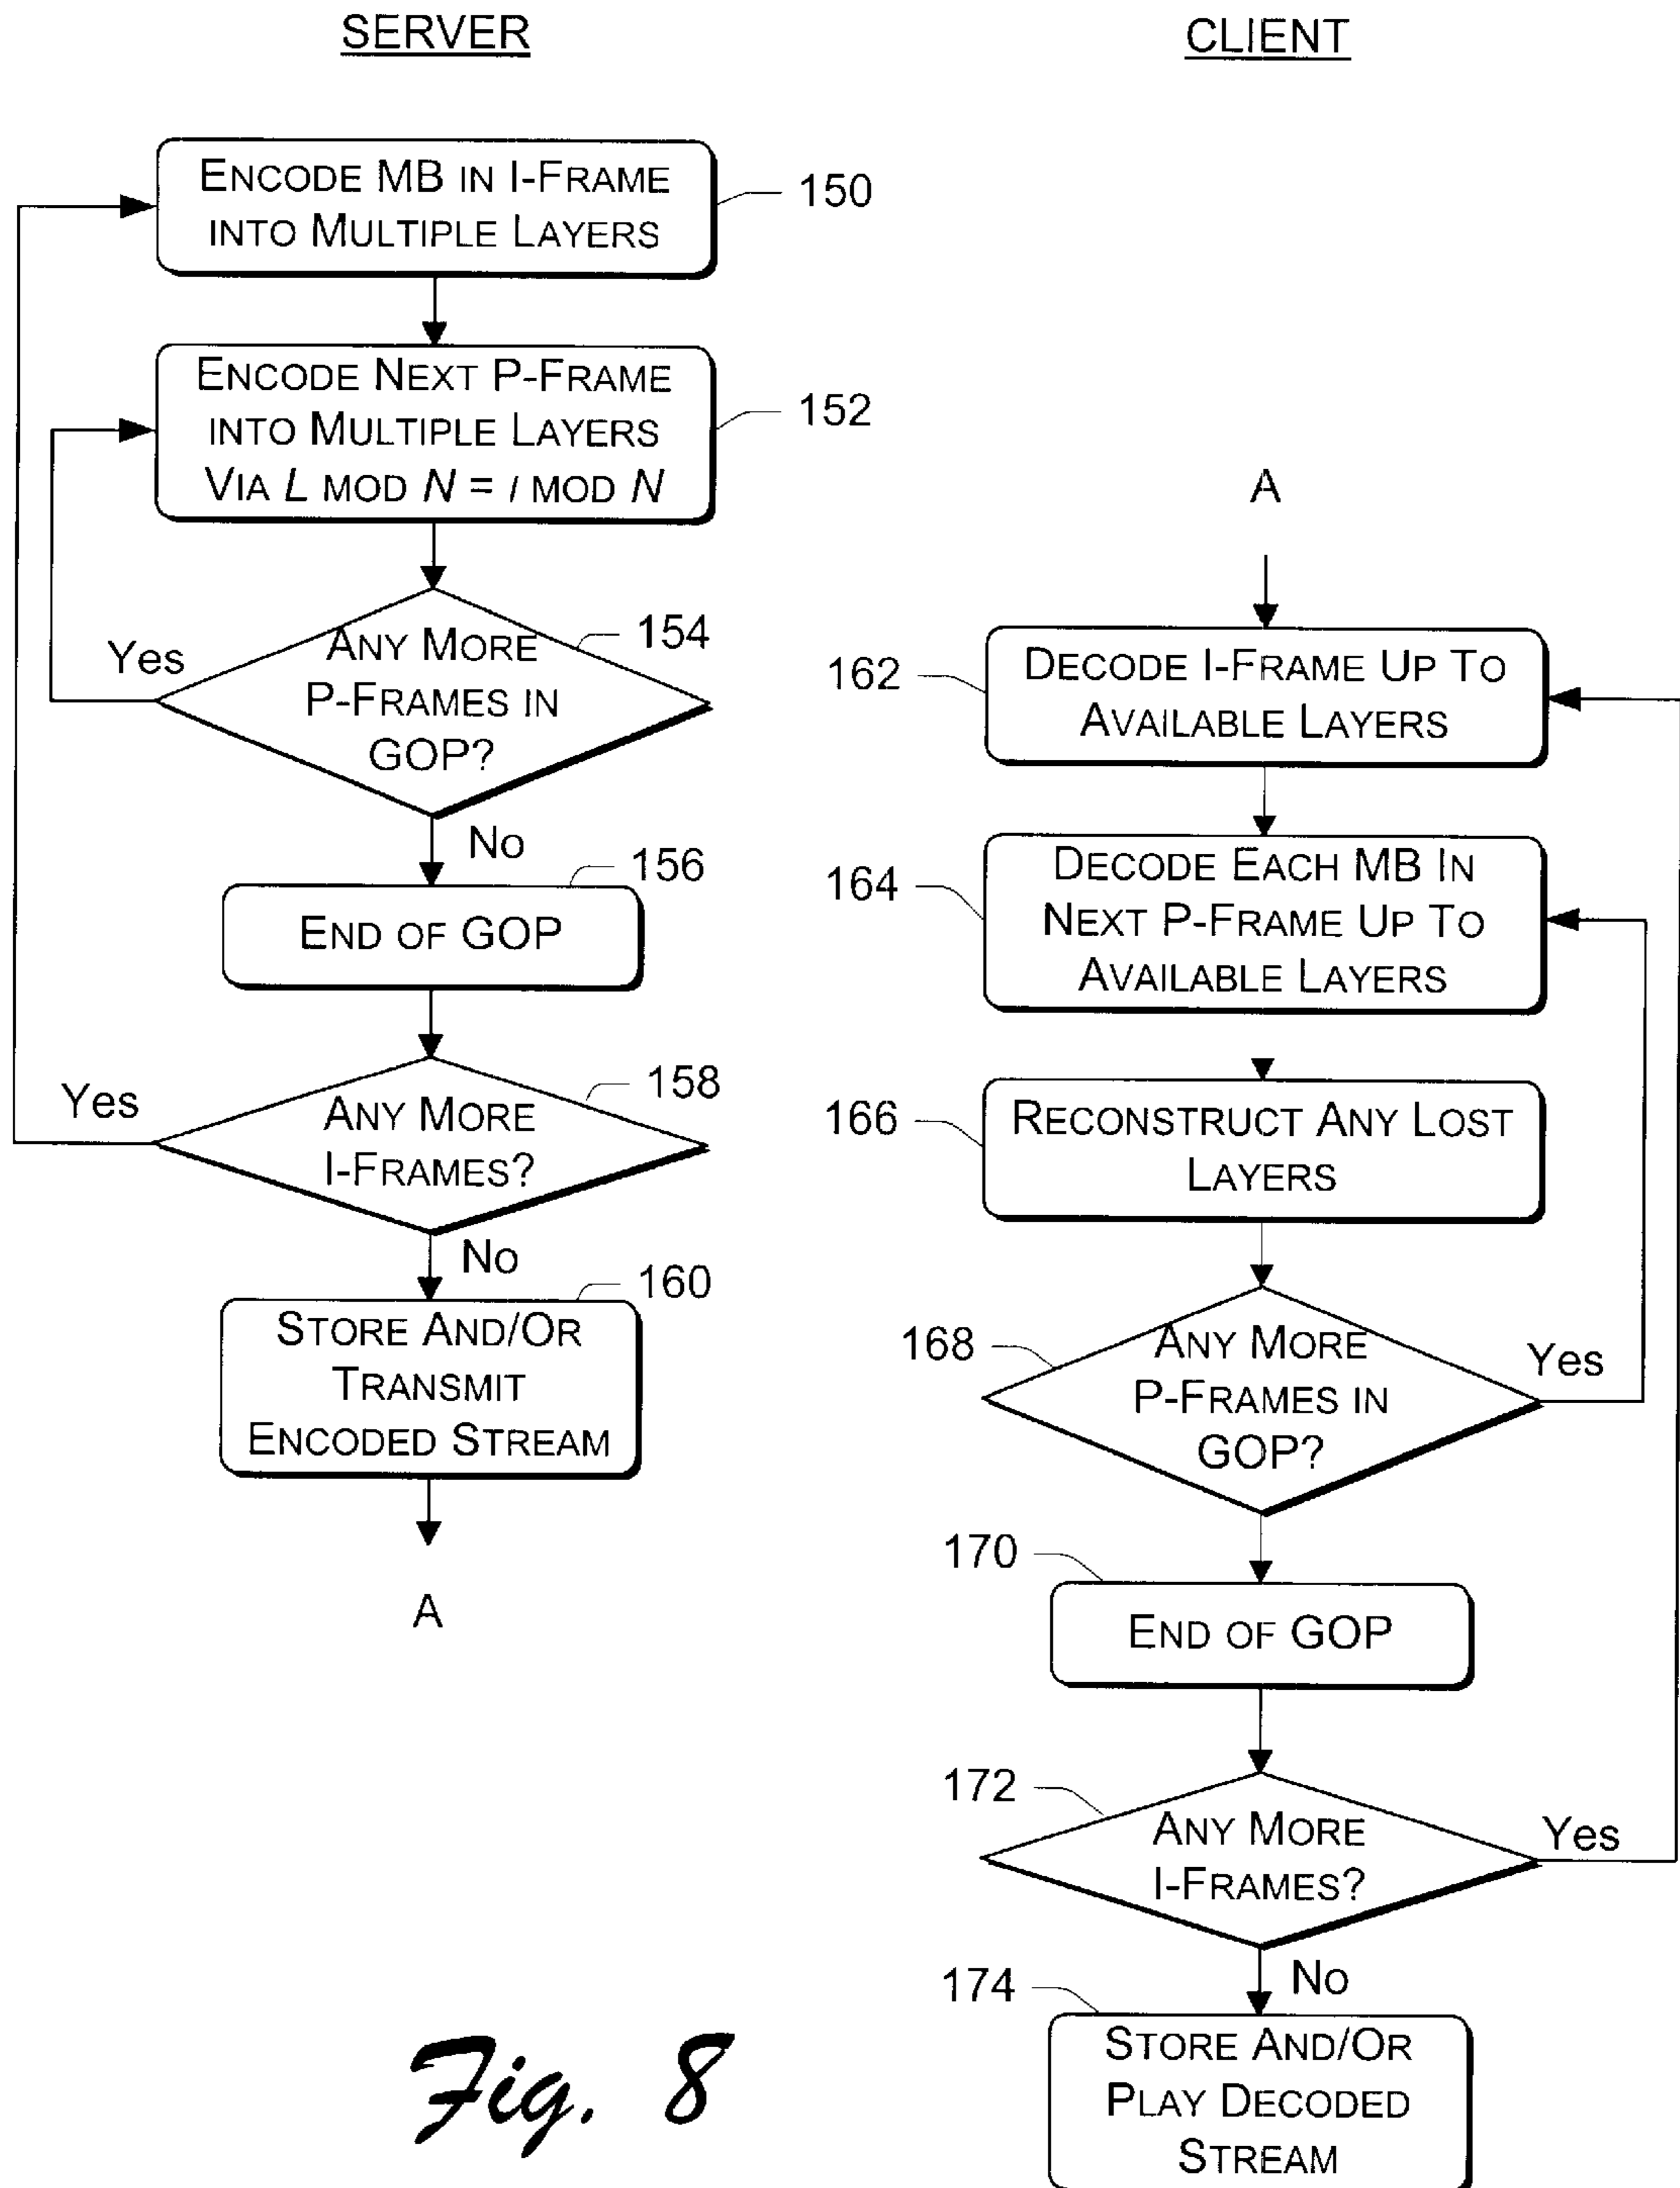 SERVER
ENCODE MB IN I-FRAME
INTO MULTIPLE LAYERS
150
ENCODE NEXT P-FRAME
INTO MULTIPLE LAYERS
VIA L MOD N = l MOD N
152
ANY MORE
P-FRAMES IN
GOP?
154
Yes
No
156
END OF GOP
ANY MORE
I-FRAMES?
158
Yes
No
160
STORE AND/OR
TRANSMIT
ENCODED STREAM
A
CLIENT
A
162
DECODE I-FRAME UP TO
AVAILABLE LAYERS
164
DECODE EACH MB IN
NEXT P-FRAME UP TO
AVAILABLE LAYERS
166
RECONSTRUCT ANY LOST
LAYERS
168
ANY MORE
P-FRAMES IN
GOP?
Yes
170
END OF GOP
172
ANY MORE
I-FRAMES?
Yes
No
174
STORE AND/OR
PLAY DECODED
STREAM
Fig. 8